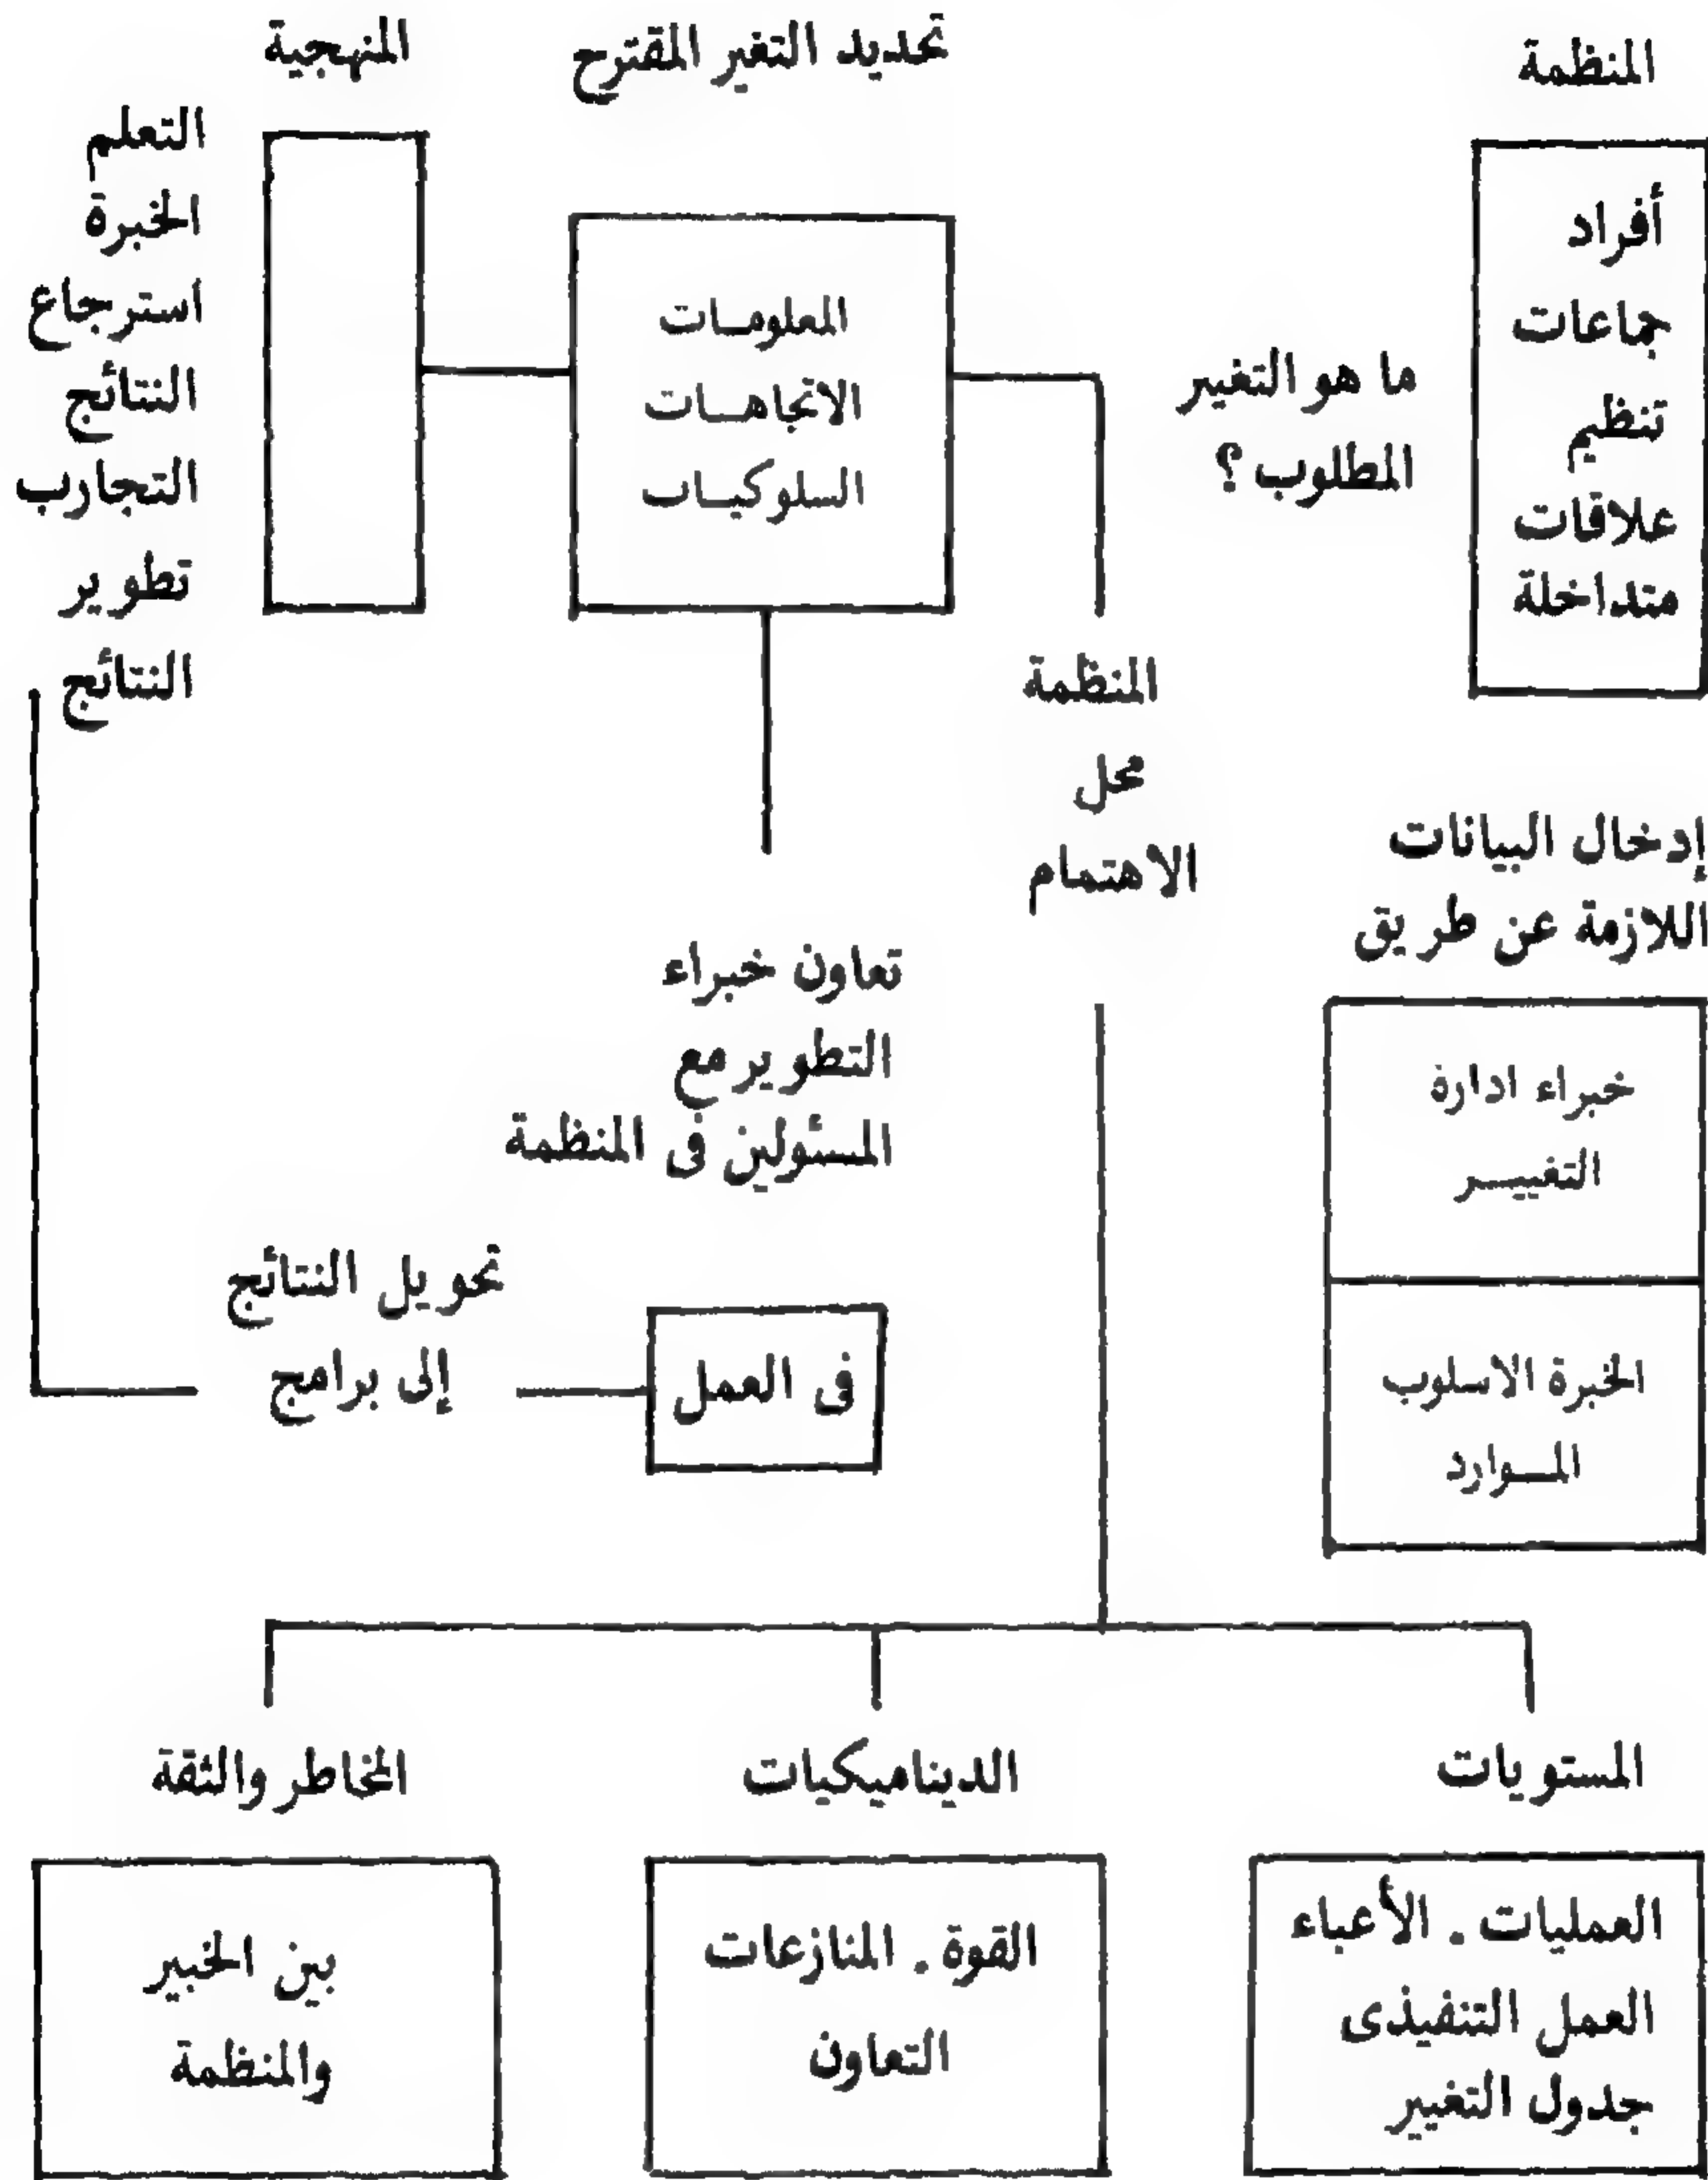 المنظمة
أفراد
جماعات
تنظيم
علاقات
متداخلة
تحديد التغير المقترح
ما هو التغيير
المطلوب ؟
المعلومات
الاتجاهات
السلوكيات
المنهجية
التعلم
الخبرة
استرجاع
النتائج
التجارب
تطوير
النتائج
المنظمة
محل
الاهتمام
إدخال البيانات
اللازمة عن طريق
خبراء ادارة
التغيير
الخبرة الاسلوب
الموارد
تعاون خبراء
التطوير مع
المسئولين فى المنظمة
فى العمل
تحويل النتائج
إلى برامج
المستويات
العمليات . الأعباء
العمل التنفيذى
جدول التغيير
الديناميكيات
القوة . المنازعات
التعاون
المخاطر والثقة
بين الخبير
والمنظمة